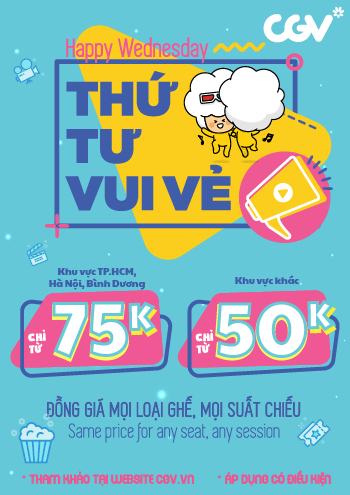 CGV*
Happy Wednesday
THỨ
TƯ
VUI VẺ
Khu vực TP.HCM,
Hà Nội, Bình Dương
CHỈ TỪ 75K
Khu vực khác
CHỈ TỪ 50K
ĐỒNG GIÁ MỌI LOẠI GHẾ, MỌI SUẤT CHIẾU
Same price for any seat, any session
* THAM KHẢO TẠI WEBSITE CGV.VN * ÁP DỤNG CÓ ĐIỀU KIỆN